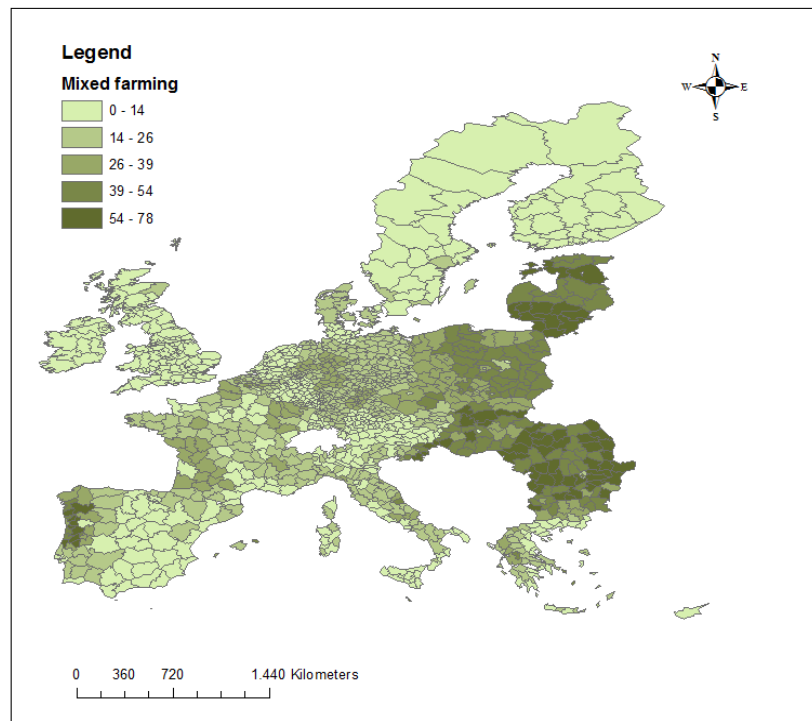 Legend
Mixed farming
0 - 14
14 - 26
26 - 39
39 - 54
54 - 78
N
W E
S
0 360 720 1.440 Kilometers